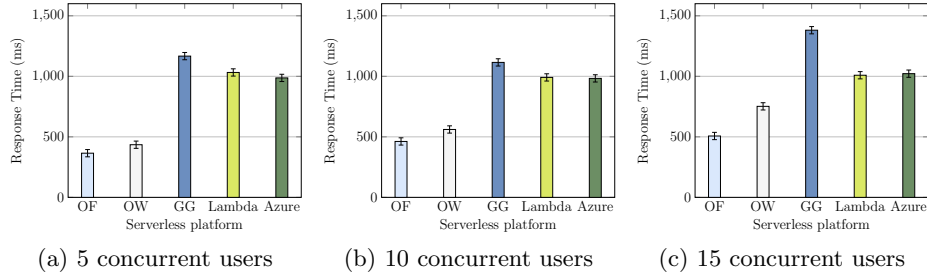 1,500
1,000
500
0
Response Time (ms)
OF OW GG Lambda Azure
Serverless platform
(a) 5 concurrent users
1,500
1,000
500
0
Response Time (ms)
OF OW GG Lambda Azure
Serverless platform
(b) 10 concurrent users
1,500
1,000
500
0
Response Time (ms)
OF OW GG Lambda Azure
Serverless platform
(c) 15 concurrent users